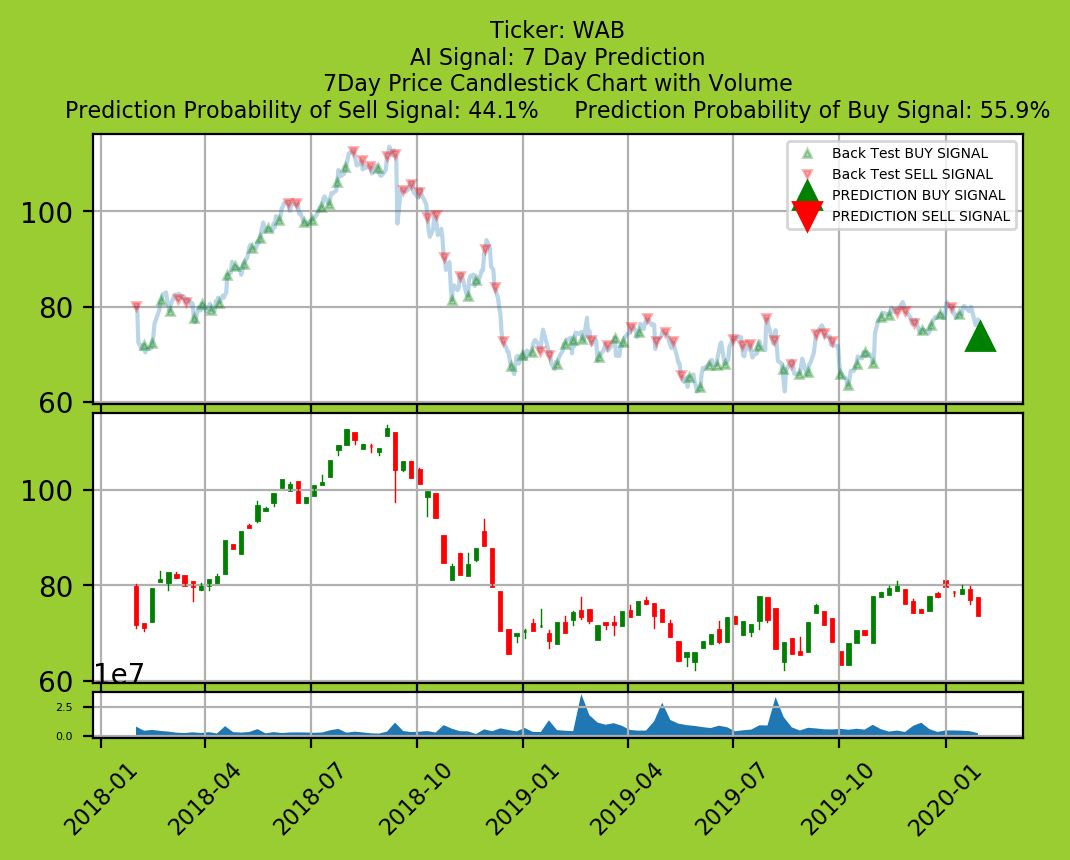 Ticker: WAB
AI Signal: 7 Day Prediction
7Day Price Candlestick Chart with Volume
Prediction Probability of Sell Signal: 44.1%     Prediction Probability of Buy Signal: 55.9%
Back Test BUY SIGNAL
Back Test SELL SIGNAL
PREDICTION BUY SIGNAL
PREDICTION SELL SIGNAL
100
80
60
100
80
60
1e7
2.5
0.0
2018-01
2018-04
2018-07
2018-10
2019-01
2019-04
2019-07
2019-10
2020-01